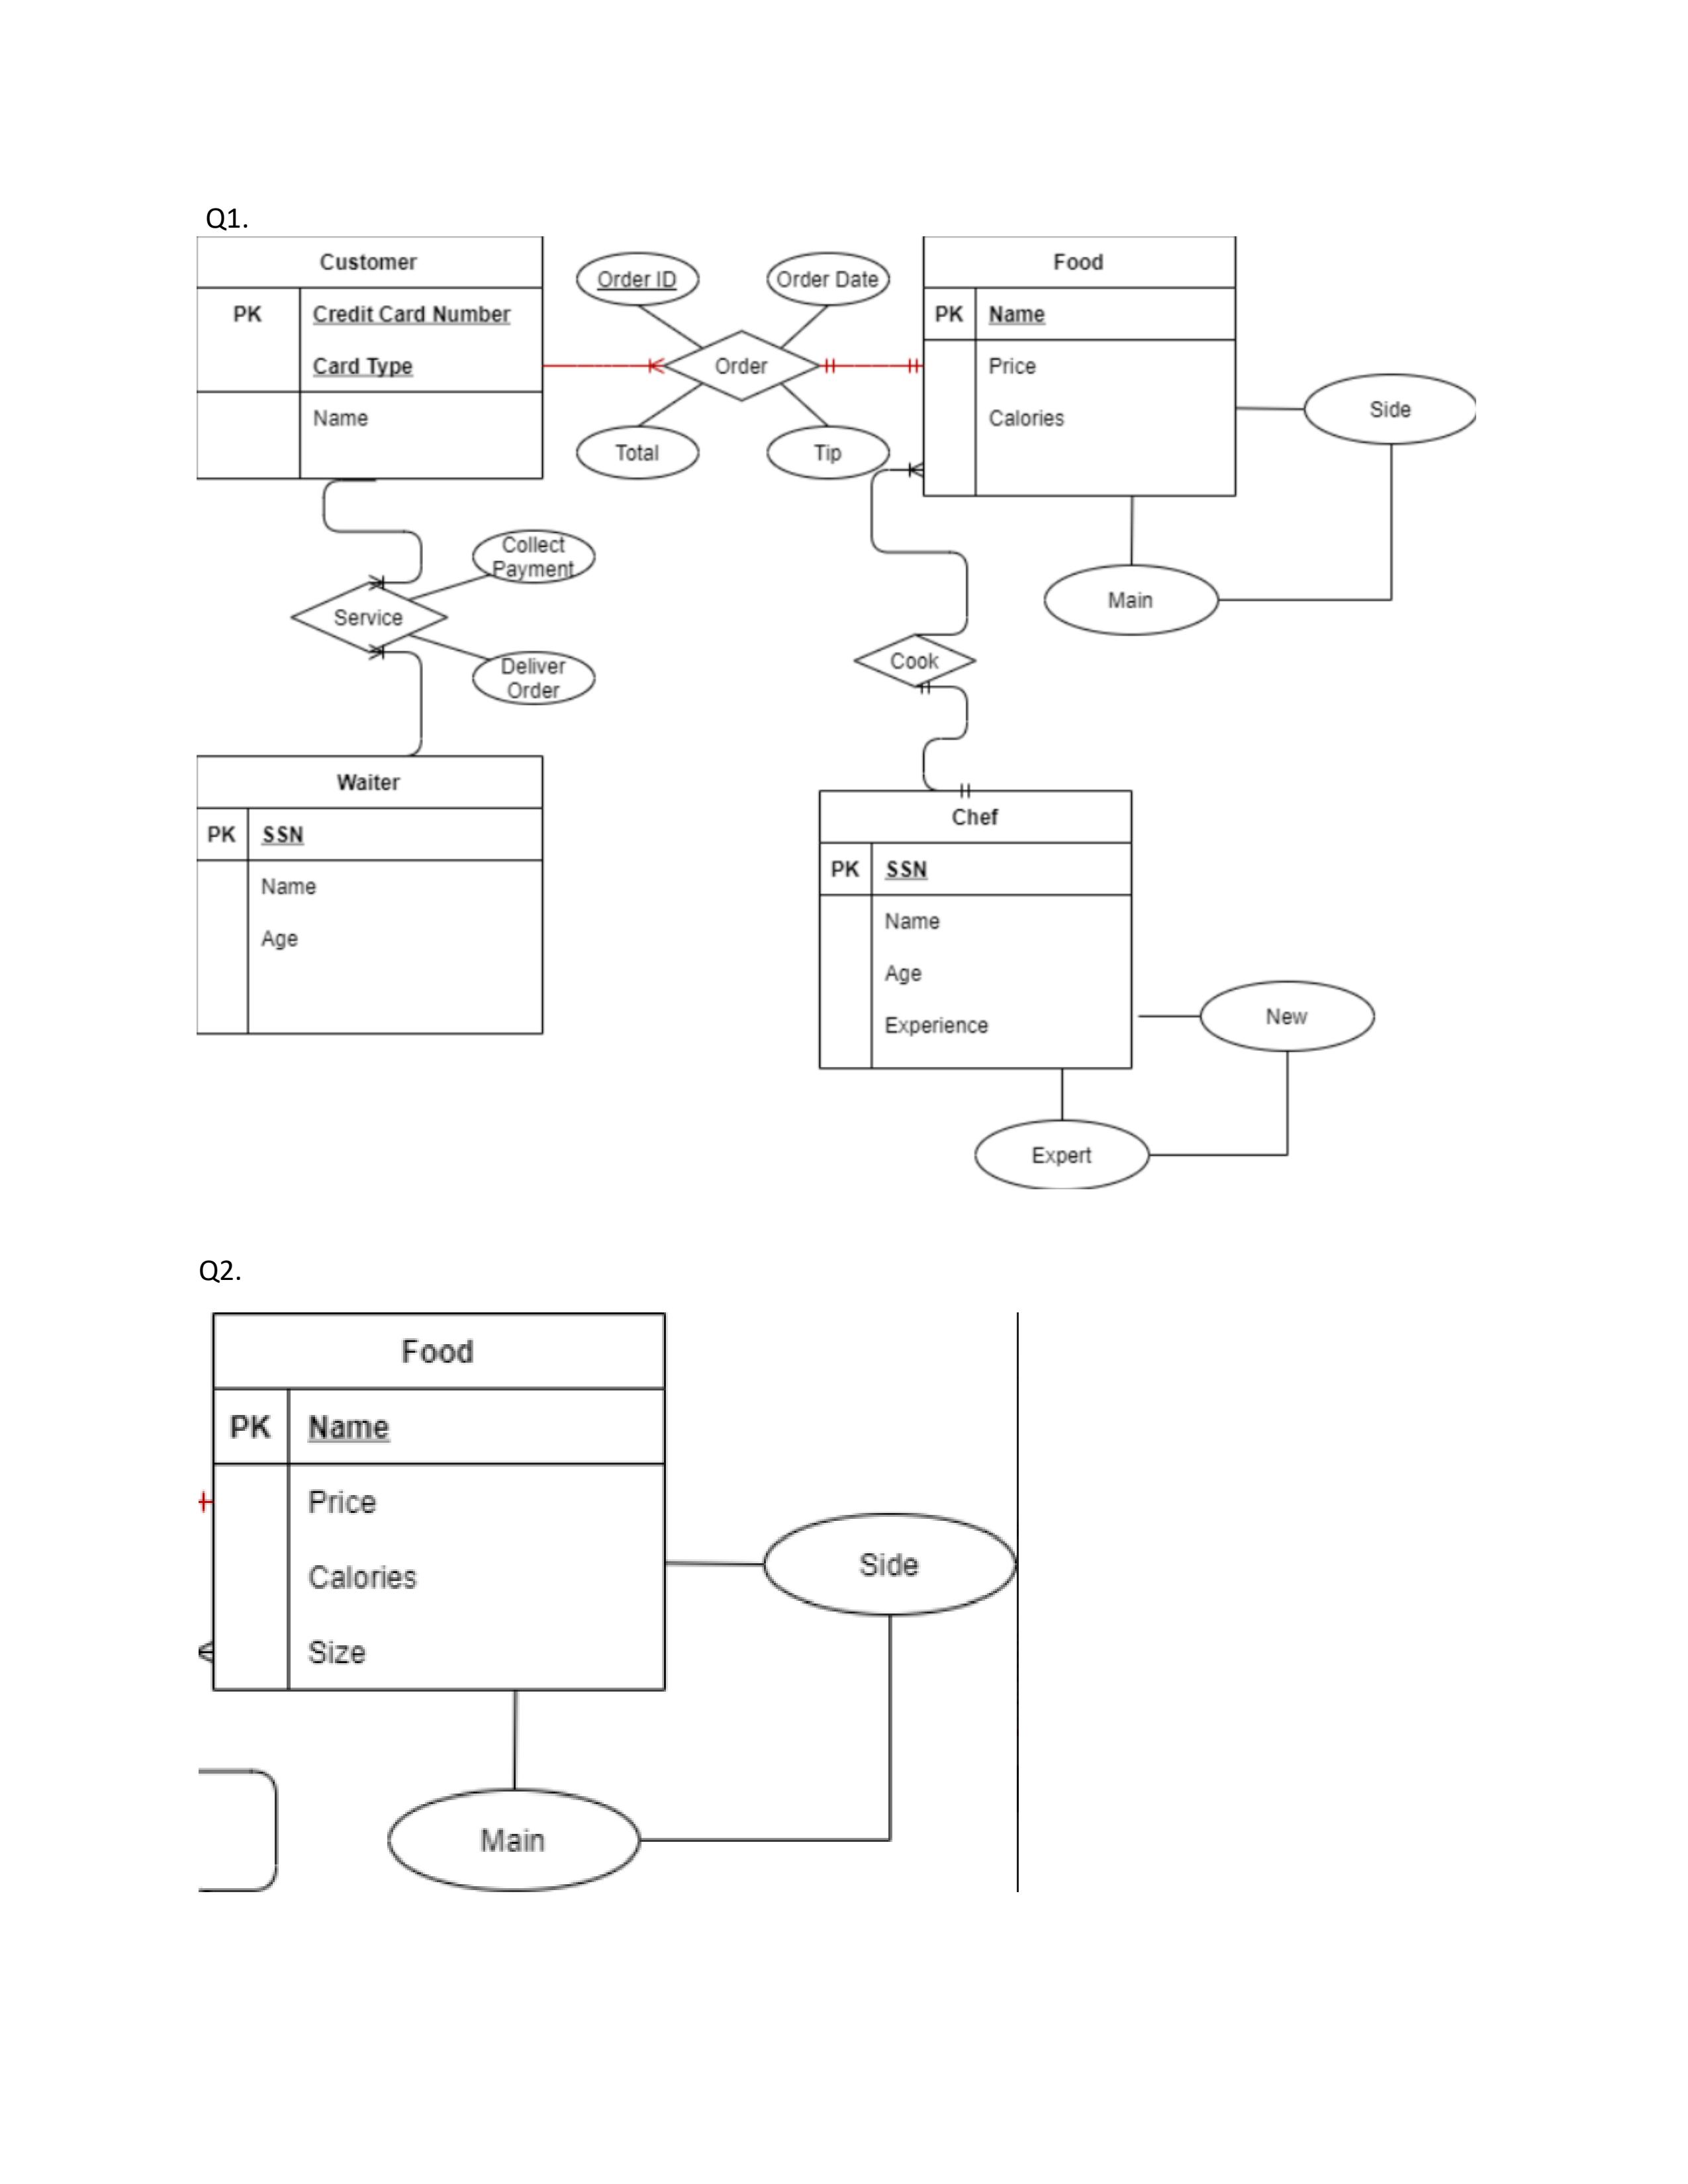 Q1.
Customer
PK Credit Card Number
Card Type
Name
Order ID
Order Date
Order
Total
Tip
Food
PK Name
Price
Calories
Side
Main
Collect
Payment
Service
Deliver
Order
Cook
Waiter
PK SSN
Name
Age
Chef
PK SSN
Name
Age
Experience
New
Expert
Q2.
Food
PK Name
Price
Calories
Size
Side
Main